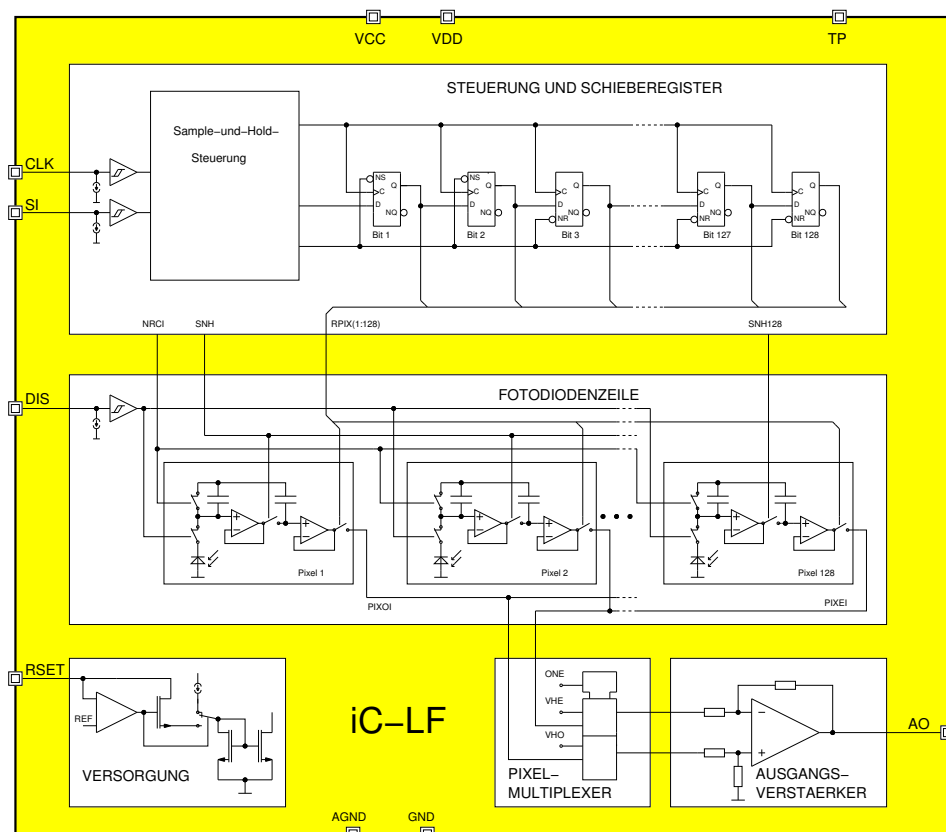 VCC VDD TP
STEUERUNG UND SCHIEBEREGISTER
Sample-und-Hold-
Steuerung
CLK
SI
NS
C
D
Q
NQ
Bit 1
NS
C
D
Q
NQ
Bit 2
C
D
NR
Q
NQ
Bit 3
C
D
NR
Q
NQ
Bit 127
C
D
NR
Q
NQ
Bit 128
NRCI SNH RPIX(1:128) SNH128
FOTODIODENZEILE
DIS
+
−
+
−
Pixel 1
+
−
+
−
Pixel 2
+
−
+
−
Pixel 128
PIXOI PIXEI
RSET
REF
VERSORGUNG
iC-LF
ONE
VHE
VHO
PIXEL-
MULTIPLEXER
−
+
AO
AUSGANGS-
VERSTAERKER
AGND GND